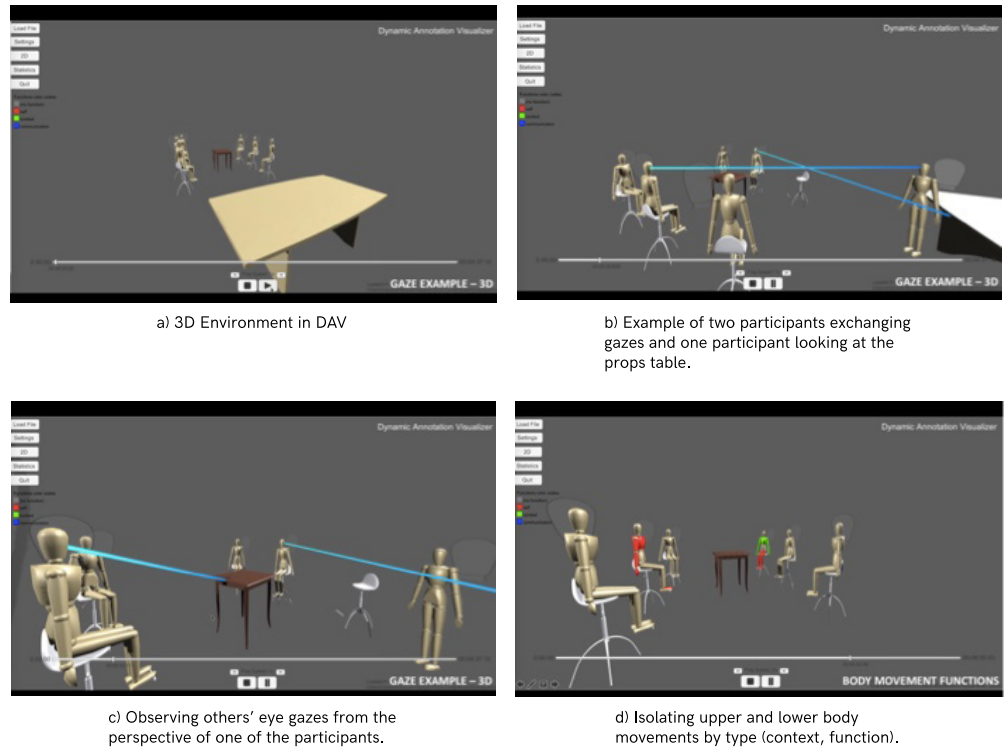 Load File
Settings
2D
Statistics
Quit
Dynamic Annotation Visualizer
GAZE EXAMPLE – 3D
a) 3D Environment in DAV
Load File
Settings
2D
Statistics
Quit
Dynamic Annotation Visualizer
GAZE EXAMPLE – 3D
b) Example of two participants exchanging
gazes and one participant looking at the
props table.
Load File
Settings
2D
Statistics
Quit
Dynamic Annotation Visualizer
GAZE EXAMPLE – 3D
c) Observing others’ eye gazes from the
perspective of one of the participants.
Load File
Settings
2D
Statistics
Quit
Dynamic Annotation Visualizer
BODY MOVEMENT FUNCTIONS
d) Isolating upper and lower body
movements by type (context, function).